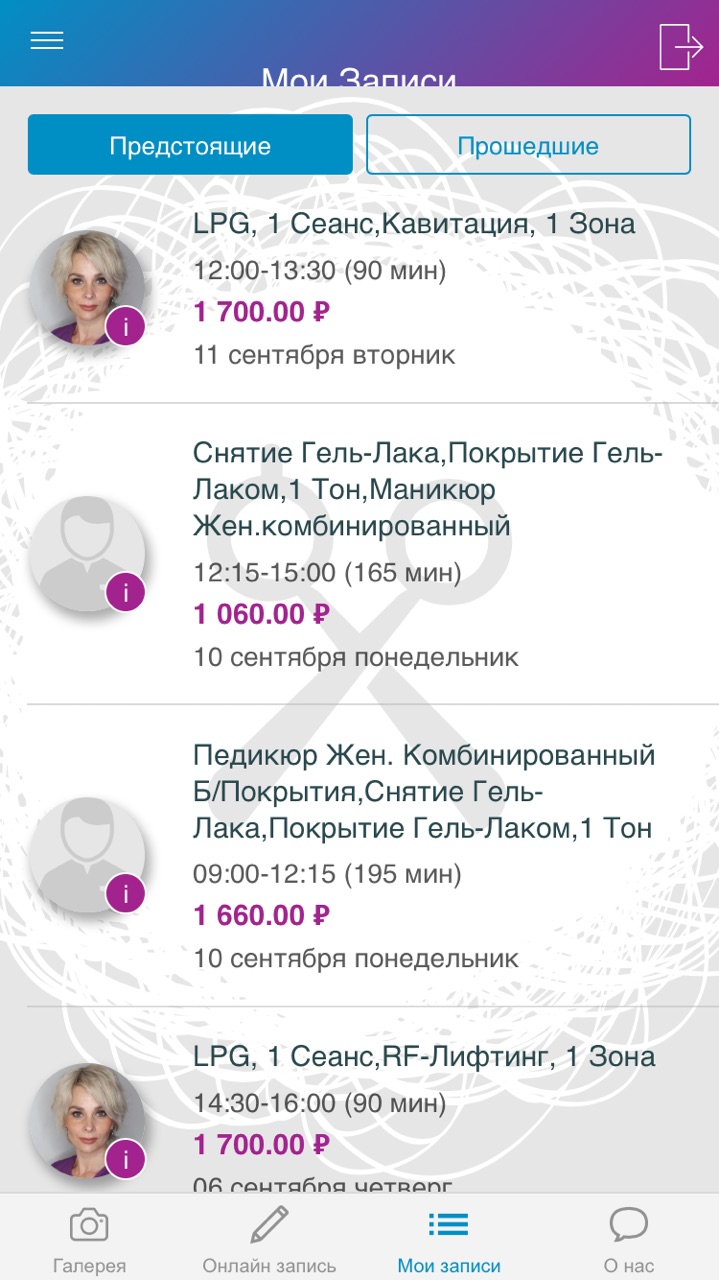 Мои Записи
Предстоящие
Прошедшие
LPG, 1 Сеанс,Кавитация, 1 Зона
12:00-13:30 (90 мин)
1 700.00 ₽
11 сентября вторник
i
Снятие Гель-Лака,Покрытие Гель-
Лаком,1 Тон,Маникюр
Жен.комбинированный
12:15-15:00 (165 мин)
1 060.00 ₽
10 сентября понедельник
i
Педикюр Жен. Комбинированный
Б/Покрытия,Снятие Гель-
Лака,Покрытие Гель-Лаком,1 Тон
09:00-12:15 (195 мин)
1 660.00 ₽
10 сентября понедельник
i
LPG, 1 Сеанс,RF-Лифтинг, 1 Зона
14:30-16:00 (90 мин)
1 700.00 ₽
06 сентября четверг
i
Галерея
Онлайн запись
Мои записи
О нас